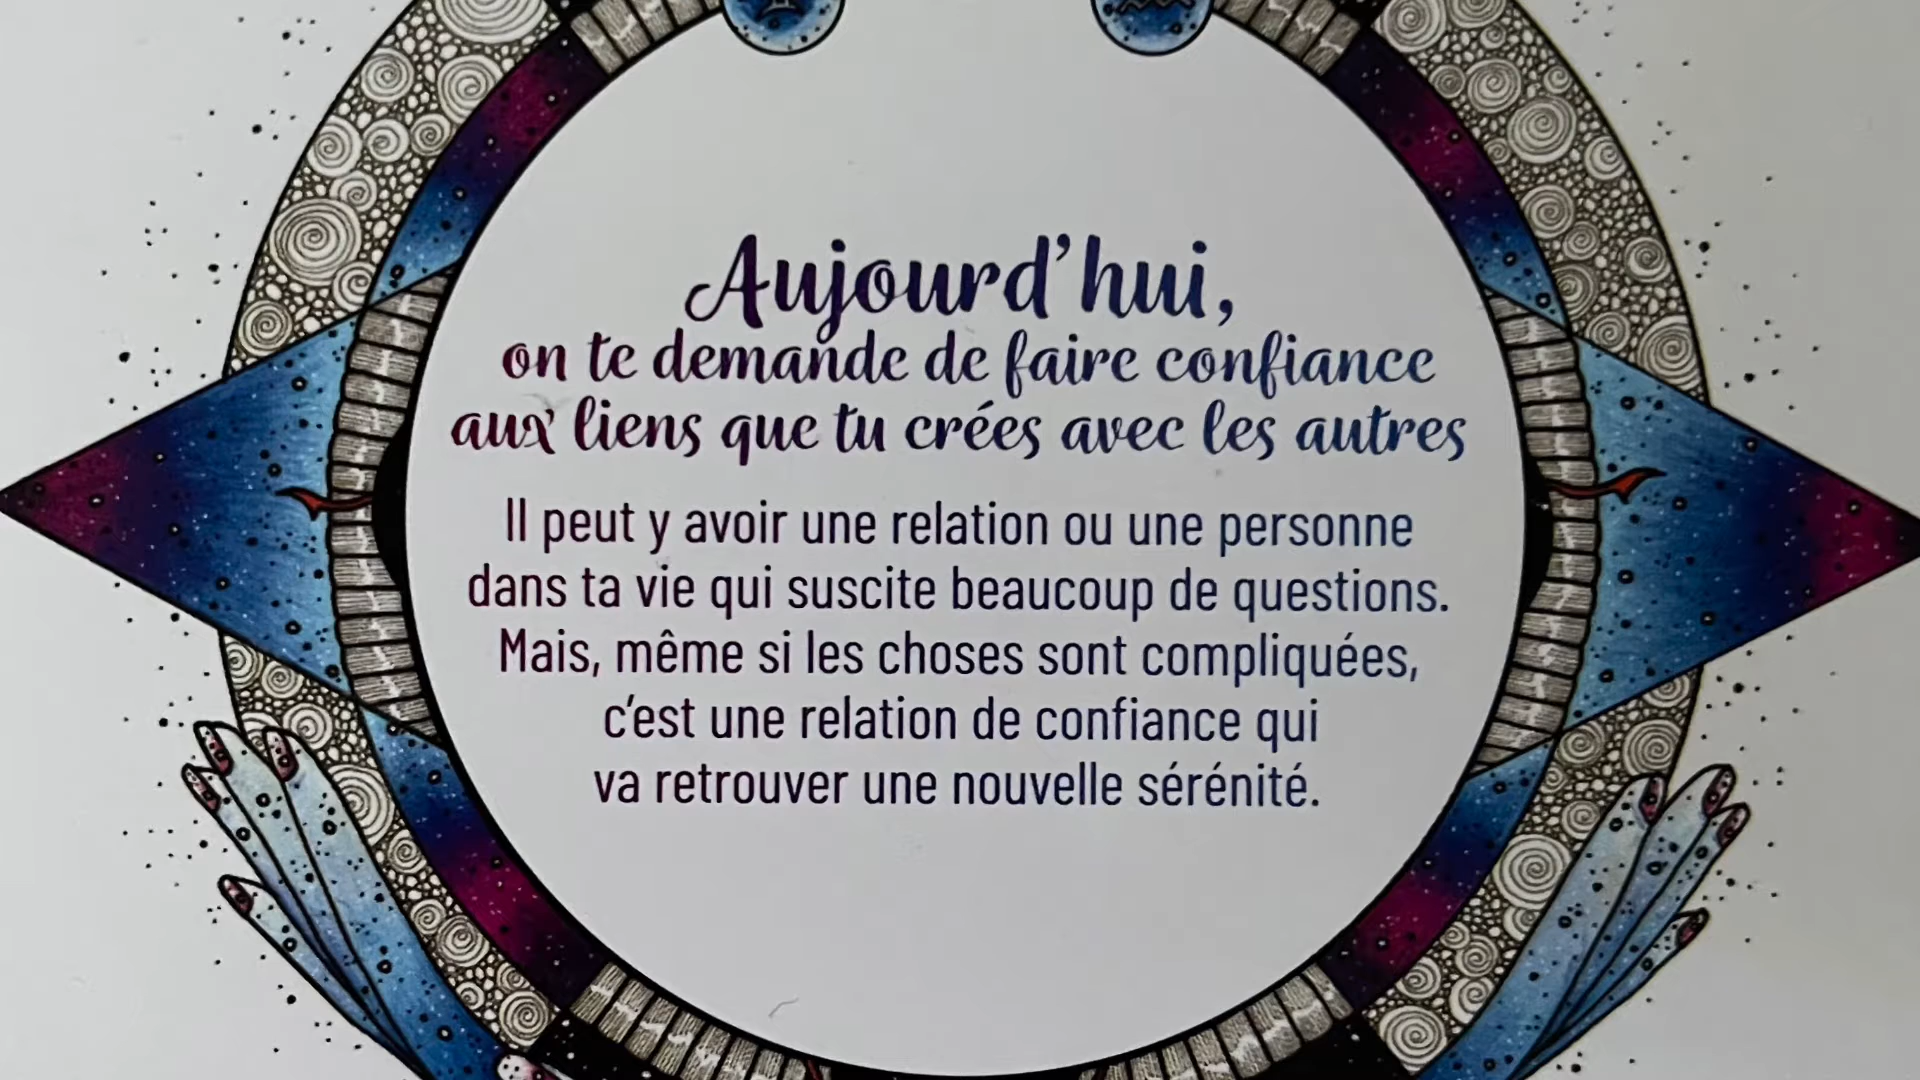 Aujourd'hui,
on te demande de faire confiance
aux liens que tu crées avec les autres
Il peut y avoir une relation ou une personne
dans ta vie qui suscite beaucoup de questions.
Mais, même si les choses sont compliquées,
c'est une relation de confiance qui
va retrouver une nouvelle sérénité.